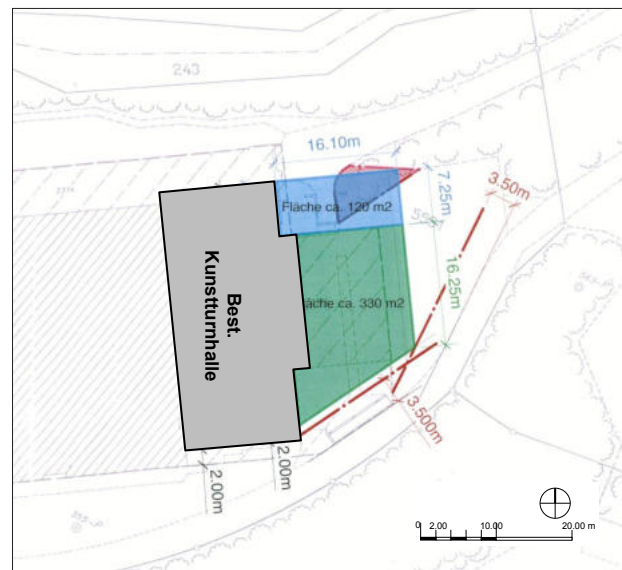 243
16.10m
7.25m
3.50m
Fläche ca. 120 m2
16.25m
Best.
Kunstturnhalle
äche ca. 330 m2
3.500m
2.00m
2.00m
0 2.00 10.00 20.00 m